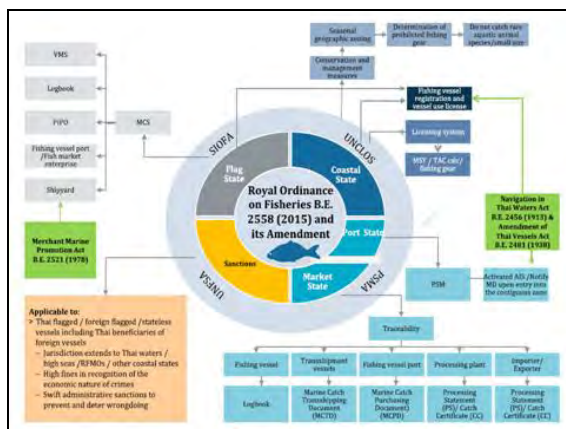 Seasonal
geographic zoning
Determination of
prohibited fishing
gear
Do not catch rare
aquatic animal
species/small size
Conservation and
management
measures
VMS
Logbook
PIPO
Fishing vessel port
/Fish market
enterprise
Shipyard
MCS
Merchant Marine
Promotion Act
B.E. 2521 (1978)
SIOFA
UNCLOS
UNFSA
PSMA
Flag
State
Coastal
State
Port State
Market
State
Sanctions
Royal Ordinance
on Fisheries B.E.
2558 (2015) and
its Amendment
Fishing vessel
registration and
vessel use license
Licensing system
MSY / TAC calc/
fishing gear
Navigation in
Thai Waters Act
B.E. 2456 (1913) &
Amendment of
Thai Vessels Act
B.E. 2481 (1938)
PSM
Activated AIS /Notify
MD upon entry into
the contiguous zone
Applicable to:
> Thai flagged / foreign flagged /stateless
vessels including Thai beneficiaries of
foreign vessels
– Jurisdiction extends to Thai waters /
high seas /RFMOs / other coastal states
– High fines in recognition of the
economic nature of crimes
– Swift administrative sanctions to
prevent and deter wrongdoing
Traceability
Fishing vessel
Transshipment
vessels
Fishing vessel port
Processing plant
Importer/
Exporter
Logbook
Marine Catch
Transshipping
Document
(MCTD)
Marine Catch
Purchasing
Document)
(MCPD)
Processing
Statement
(PS)/ Catch
Certificate (CC)
Processing
Statement
(PS)/ Catch
Certificate (CC)